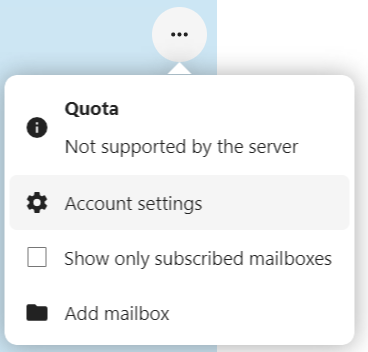 Quota
Not supported by the server
Account settings
Show only subscribed mailboxes
Add mailbox